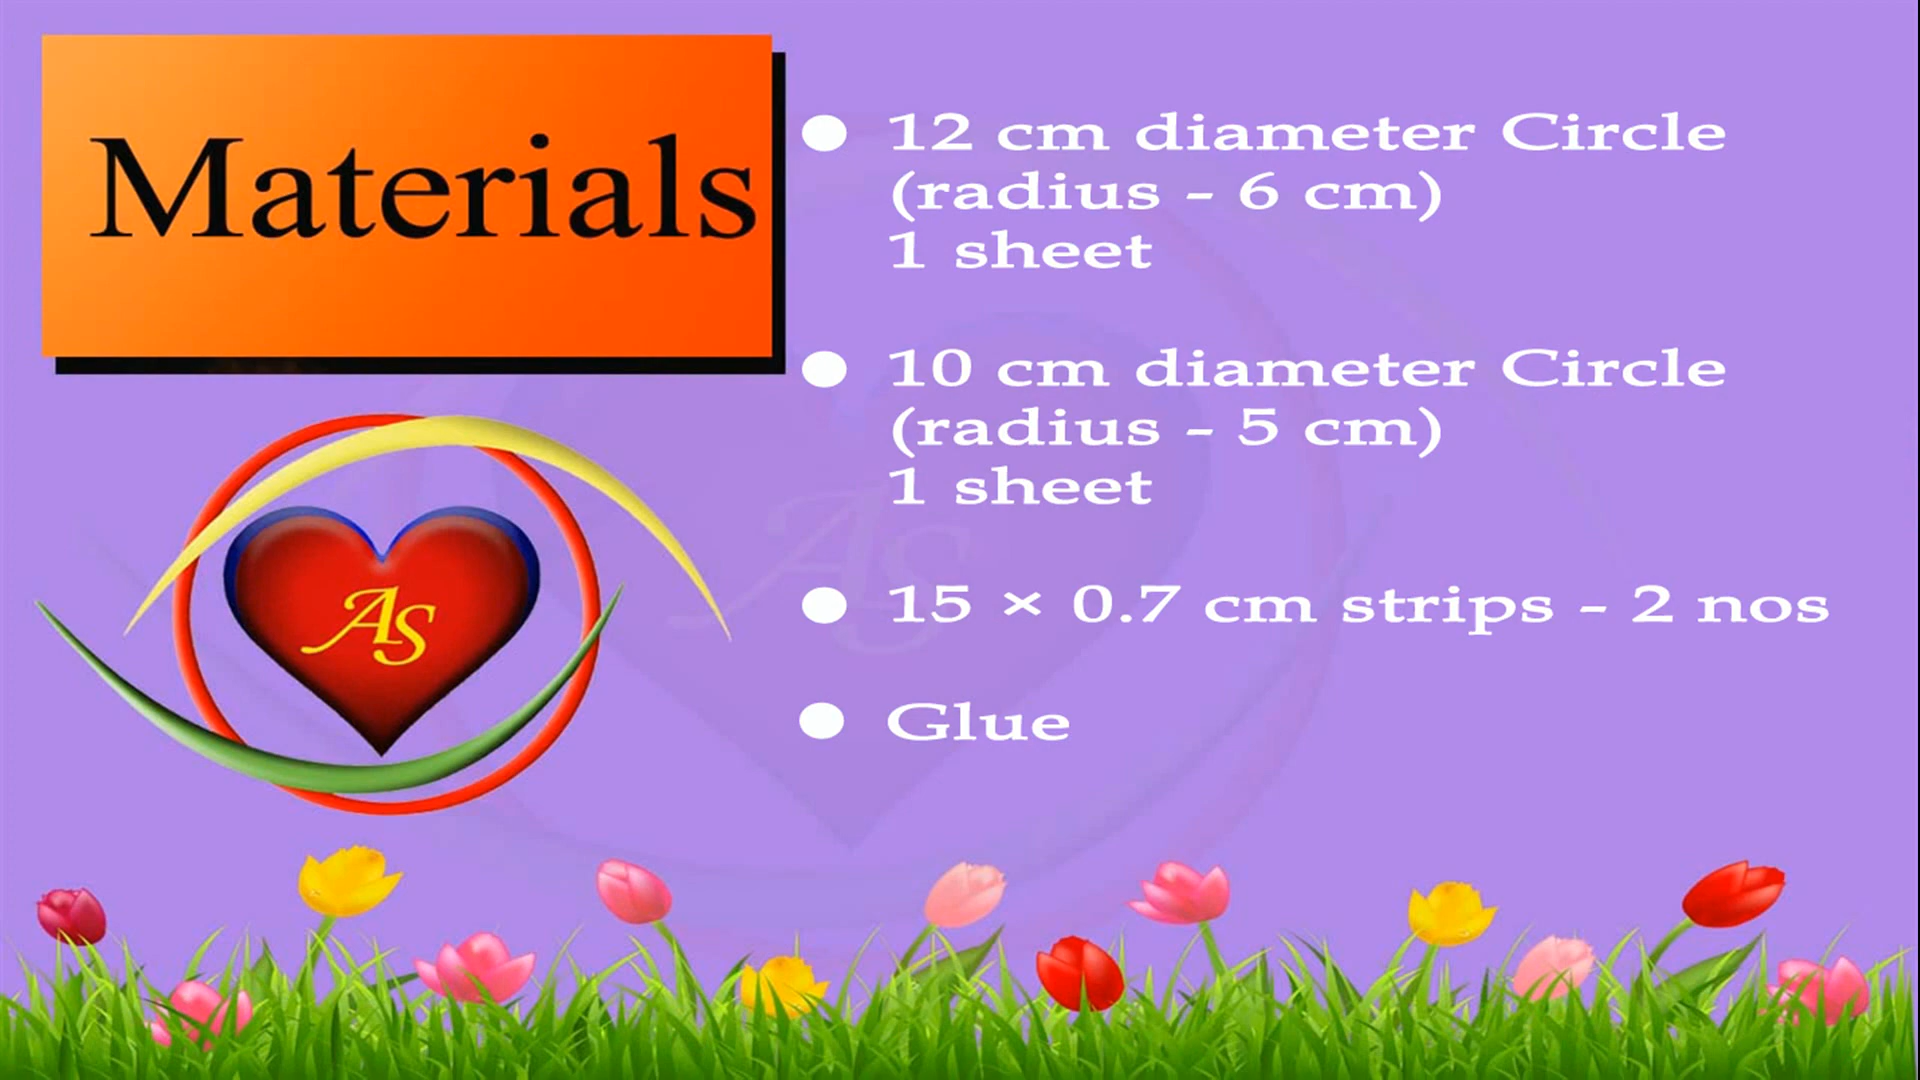 Materials
● 12 cm diameter Circle
(radius - 6 cm)
1 sheet
● 10 cm diameter Circle
(radius - 5 cm)
1 sheet
● 15 × 0.7 cm strips - 2 nos
● Glue
AS
AS